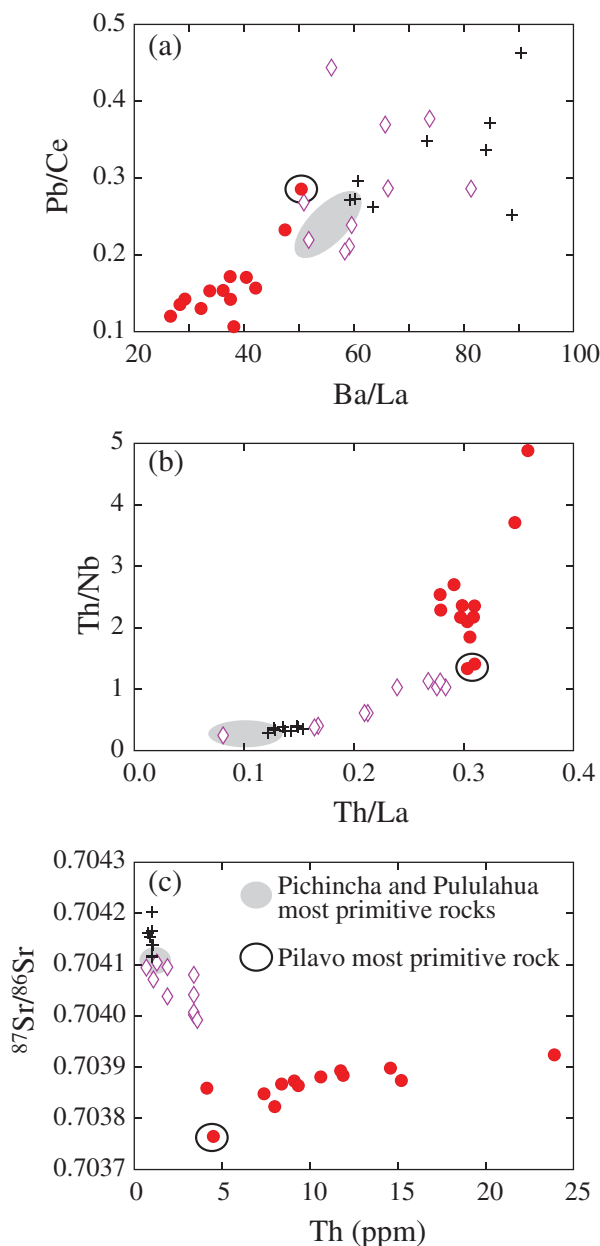 (a)
0.5
0.4
0.3
0.2
0.1
Pb/Ce
20
40
60
80
100
Ba/La
(b)
5
4
3
2
1
0
Th/Nb
0.0
0.1
0.2
0.3
0.4
Th/La
(c)
0.7043
0.7042
0.7041
0.7040
0.7039
0.7038
0.7037
⁸⁷Sr/⁸⁶Sr
Pichincha and Pululahua
most primitive rocks
Pilavo most primitive rock
0
5
10
15
20
25
Th (ppm)